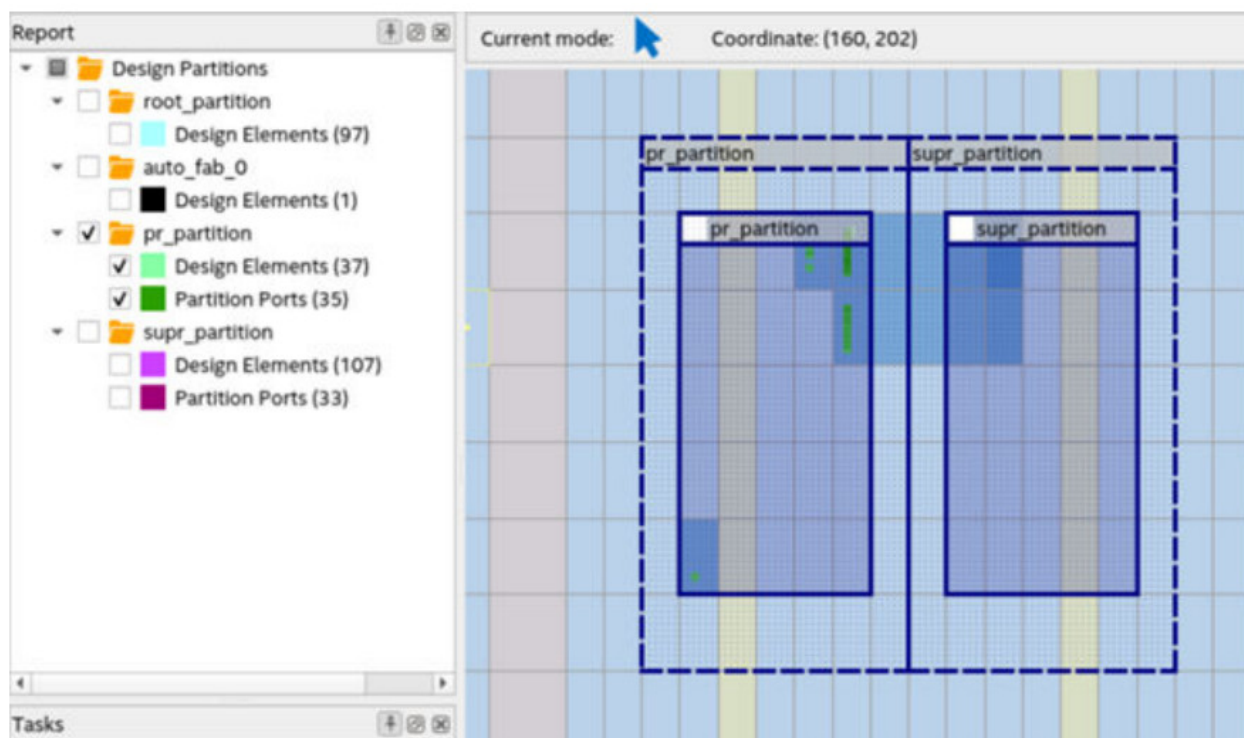 Report
Current mode:
Coordinate: (160, 202)
Design Partitions
root_partition
Design Elements (97)
auto_fab_0
Design Elements (1)
pr_partition
Design Elements (37)
Partition Ports (35)
supr_partition
Design Elements (107)
Partition Ports (33)
Tasks
pr_partition
supr_partition
pr_partition
supr_partition